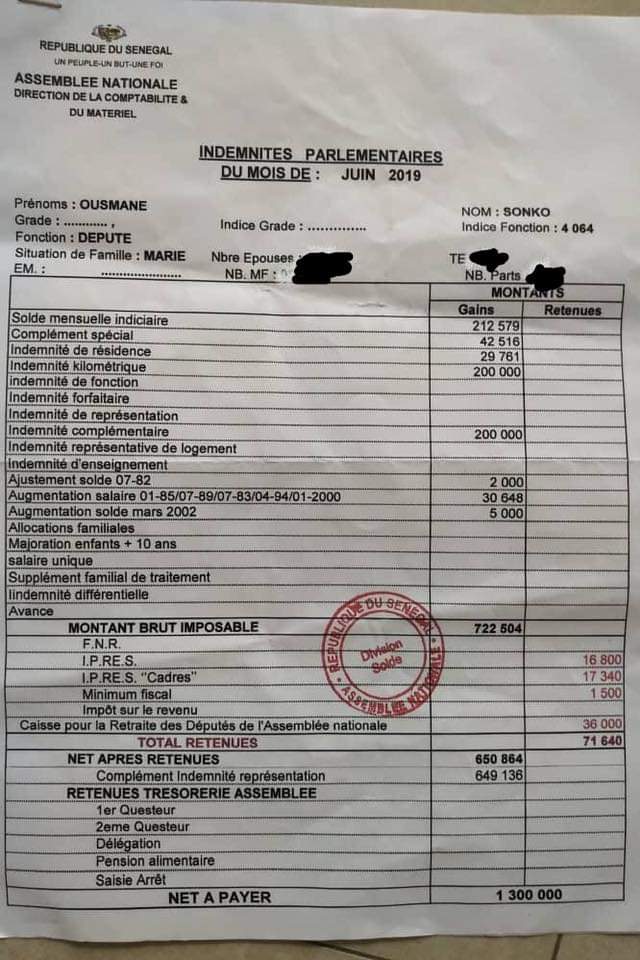 REPUBLIQUE DU SENEGAL
UN PEUPLE-UN BUT-UNE FOI
ASSEMBLEE NATIONALE
DIRECTION DE LA COMPTABILITE &
DU MATERIEL
INDEMNITES PARLEMENTAIRES
DU MOIS DE : JUIN 2019
Prénoms : OUSMANE NOM : SONKO
Grade : ............ , Indice Grade : .............. Indice Fonction : 4 064
Fonction : DEPUTE
Situation de Famille : MARIE Nbre Epouses : TE
EM. : ...................... NB. MF : NB. Parts
MONTANTS
Gains Retenues
Solde mensuelle indiciaire 212 579
Complément spécial 42 516
Indemnité de résidence 29 761
Indemnité kilométrique 200 000
indemnité de fonction
Indemnité forfaitaire
Indemnité de représentation
Indemnité complémentaire 200 000
Indemnité représentative de logement
Indemnité d'enseignement
Ajustement solde 07-82 2 000
Augmentation salaire 01-85/07-89/07-83/04-94/01-2000 30 648
Augmentation solde mars 2002 5 000
Allocations familiales
Majoration enfants + 10 ans
salaire unique
Supplément familial de traitement
Iindemnité différentielle
Avance
MONTANT BRUT IMPOSABLE 722 504
F.N.R.
I.P.RE.S. 16 800
I.P.RE.S. "Cadres" 17 340
Minimum fiscal 1 500
Impôt sur le revenu
Caisse pour la Retraite des Députés de l'Assemblée nationale 36 000
TOTAL RETENUES 71 640
NET APRES RETENUES 650 864
Complément Indemnité représentation 649 136
RETENUES TRESORERIE ASSEMBLEE
1er Questeur
2eme Questeur
Délégation
Pension alimentaire
Saisie Arrêt
NET A PAYER 1 300 000
REPUBLIQUE DU SENEGAL
Division
Solde
ASSEMBLEE NATIONALE